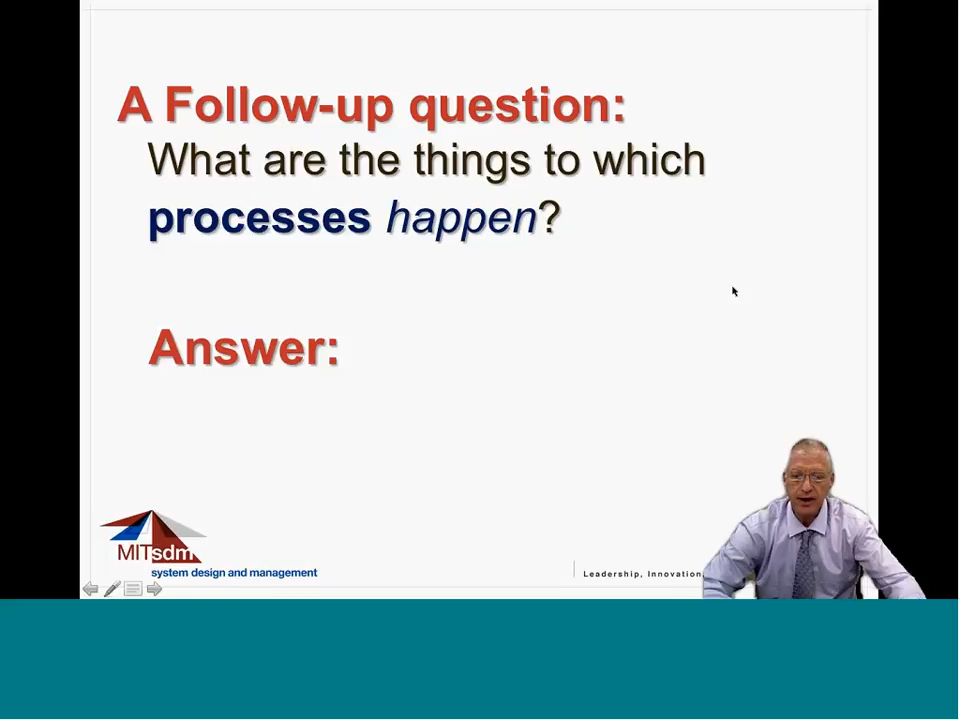 A Follow-up question:
What are the things to which
processes happen?
Answer:
MITsdm
system design and management
Leadership, Innovation,